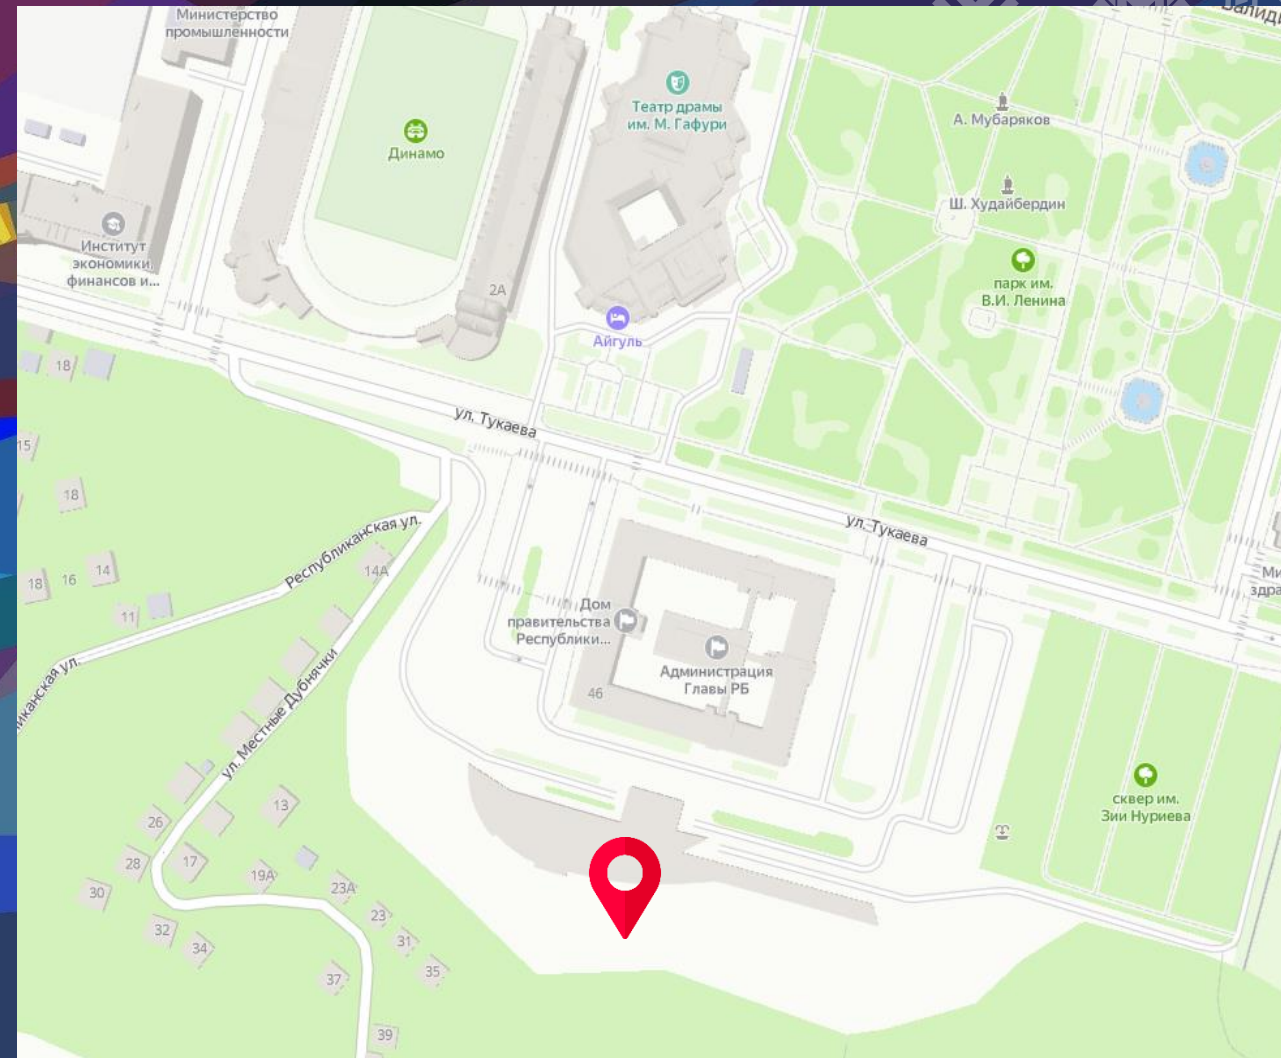 Министерство
промышленности
Театр драмы
им. М. Гафури
Динамо
А. Мубаряков
Ш. Худайбердин
Институт
экономики,
финансов и...
парк им.
В.И. Ленина
2А
Айгуль
18
ул. Тукаева
15
18
ул. Тукаева
Республиканская ул.
14А
18
16
14
11
Дом
правительства
Республики...
Администрация
Главы РБ
46
ул. Местные Дубнячки
сквер им.
Зии Нуриева
13
26
28
17
30
19А
23А
23
32
34
31
35
37
39